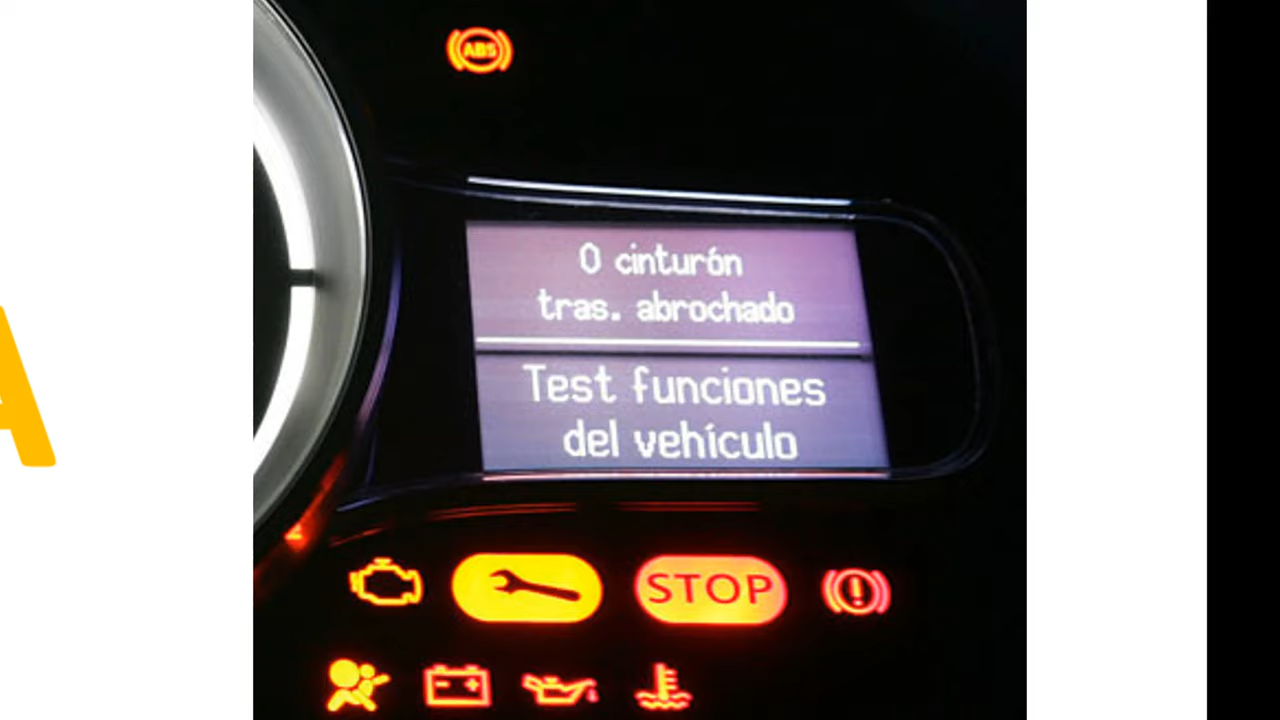 A
ABS
0 cinturón
tras. abrochado
Test funciones
del vehículo
STOP